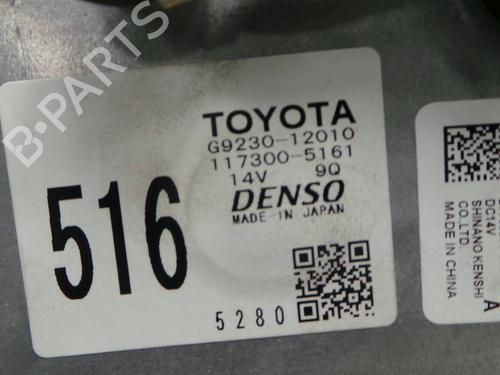 B-PARTS
516
TOYOTA
G9230-12010
117300-5161
14V 9Q
DENSO
MADE IN JAPAN
5280
DC14V
SHINANO KENSHI
CO.LTD.
MADE IN CHINA
A